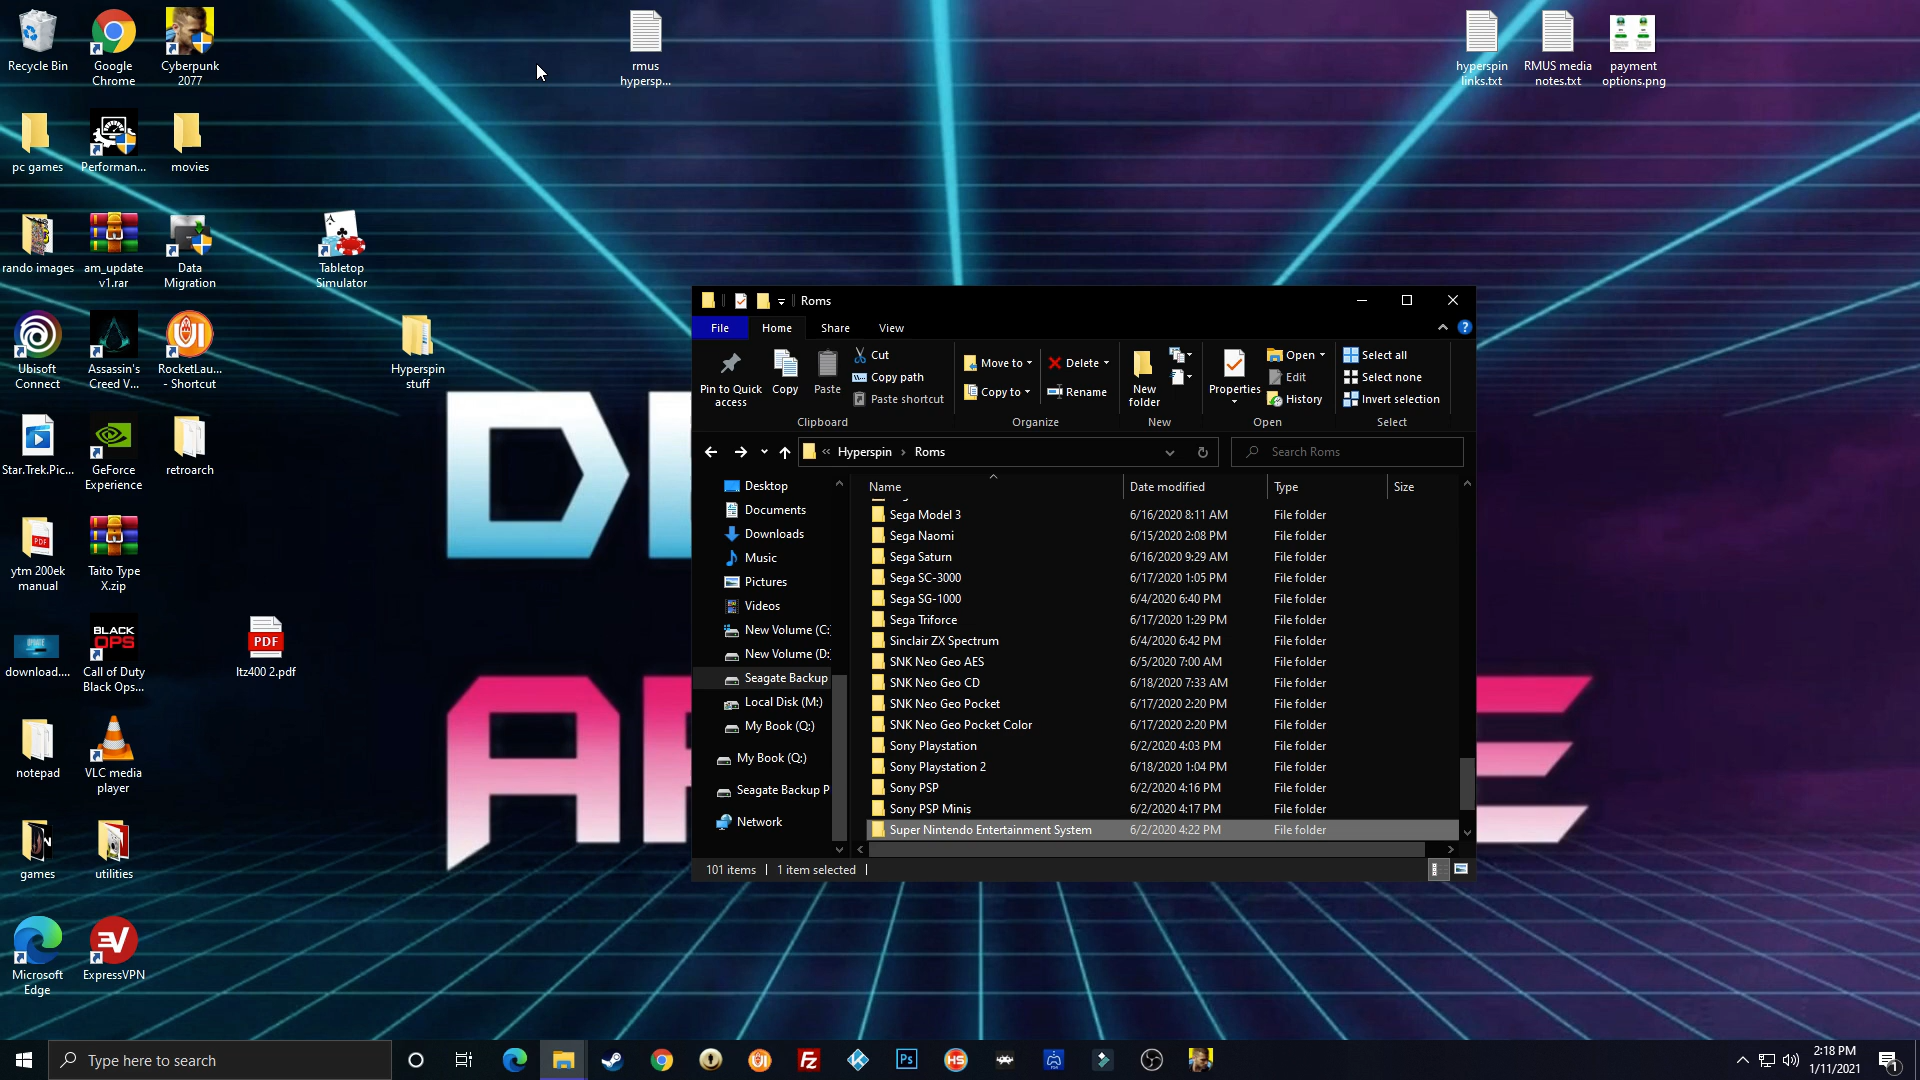 Recycle Bin
Google
Chrome
Cyberpunk
2077
rmus
hypersp...
hyperspin
links.txt
RMUS media
notes.txt
payment
options.png
pc games
Performan...
movies
rando images
am_update
v1.rar
Data
Migration
Tabletop
Simulator
Ubisoft
Connect
Assassin's
Creed V...
RocketLau...
- Shortcut
Hyperspin
stuff
Star.Trek.Pic...
GeForce
Experience
retroarch
PDF
ytm 200ek
manual
Taito Type
X.zip
download....
BLACK
OPS
Call of Duty
Black Ops...
PDF
ltz400 2.pdf
notepad
VLC media
player
games
utilities
Microsoft
Edge
ExpressVPN
Roms
File Home Share View
Pin to Quick
access
Copy
Paste
Cut
Copy path
Paste shortcut
Clipboard
Move to
Copy to
Delete
Rename
Organize
New
folder
New
Properties
Open
Edit
History
Open
Select all
Select none
Invert selection
Select
« Hyperspin › Roms
Search Roms
Desktop
Documents
Downloads
Music
Pictures
Videos
New Volume (C:
New Volume (D:
Seagate Backup
Local Disk (M:)
My Book (Q:)
My Book (Q:)
Seagate Backup P
Network
Name Date modified Type Size
Sega Model 3 6/16/2020 8:11 AM File folder
Sega Naomi 6/15/2020 2:08 PM File folder
Sega Saturn 6/16/2020 9:29 AM File folder
Sega SC-3000 6/17/2020 1:05 PM File folder
Sega SG-1000 6/4/2020 6:40 PM File folder
Sega Triforce 6/17/2020 1:29 PM File folder
Sinclair ZX Spectrum 6/4/2020 6:42 PM File folder
SNK Neo Geo AES 6/5/2020 7:00 AM File folder
SNK Neo Geo CD 6/18/2020 7:33 AM File folder
SNK Neo Geo Pocket 6/17/2020 2:20 PM File folder
SNK Neo Geo Pocket Color 6/17/2020 2:20 PM File folder
Sony Playstation 6/2/2020 4:03 PM File folder
Sony Playstation 2 6/18/2020 1:04 PM File folder
Sony PSP 6/2/2020 4:16 PM File folder
Sony PSP Minis 6/2/2020 4:17 PM File folder
Super Nintendo Entertainment System 6/2/2020 4:22 PM File folder
101 items 1 item selected
Type here to search
Fz
Ps
HS
2:18 PM
1/11/2021
1